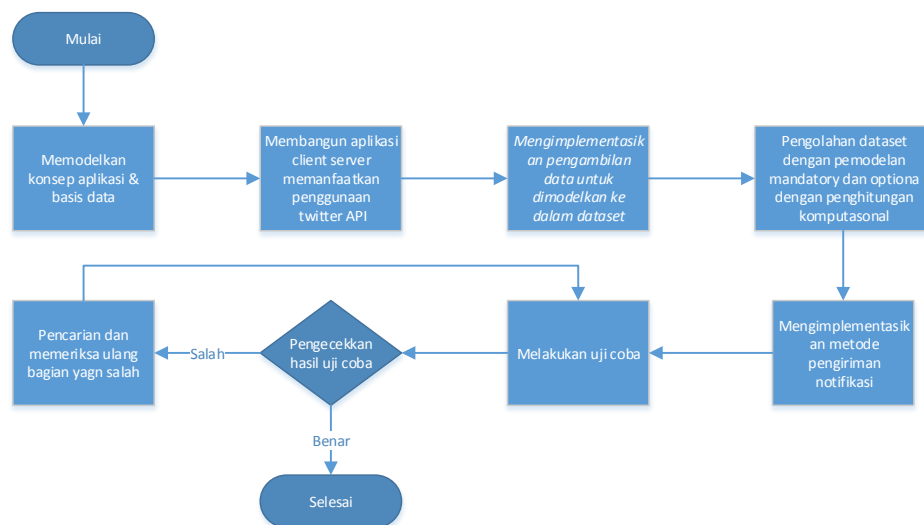 Mulai
Memodelkan
konsep aplikasi &
basis data
Membangun aplikasi
client server
memanfaatkan
penggunaan
twitter API
Mengimplementasik
an pengambilan
data untuk
dimodelkan ke
dalam dataset
Pengolahan dataset
dengan pemodelan
mandatory dan optiona
dengan penghitungan
komputasonal
Mengimplementasik
an metode
pengiriman
notifikasi
Melakukan uji coba
Pengecekkan
hasil uji coba
Salah
Pencarian dan
memeriksa ulang
bagian yagn salah
Benar
Selesai